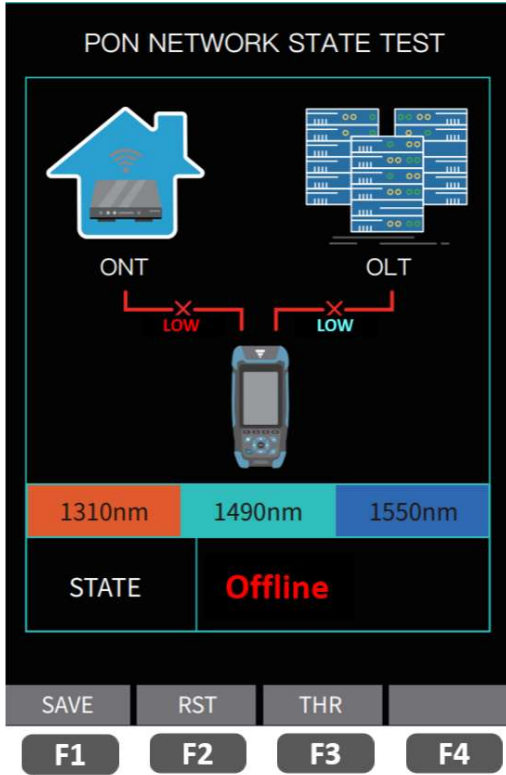 PON NETWORK STATE TEST
ONT OLT
LOW LOW
1310nm 1490nm 1550nm
STATE Offline
SAVE RST THR
F1 F2 F3 F4